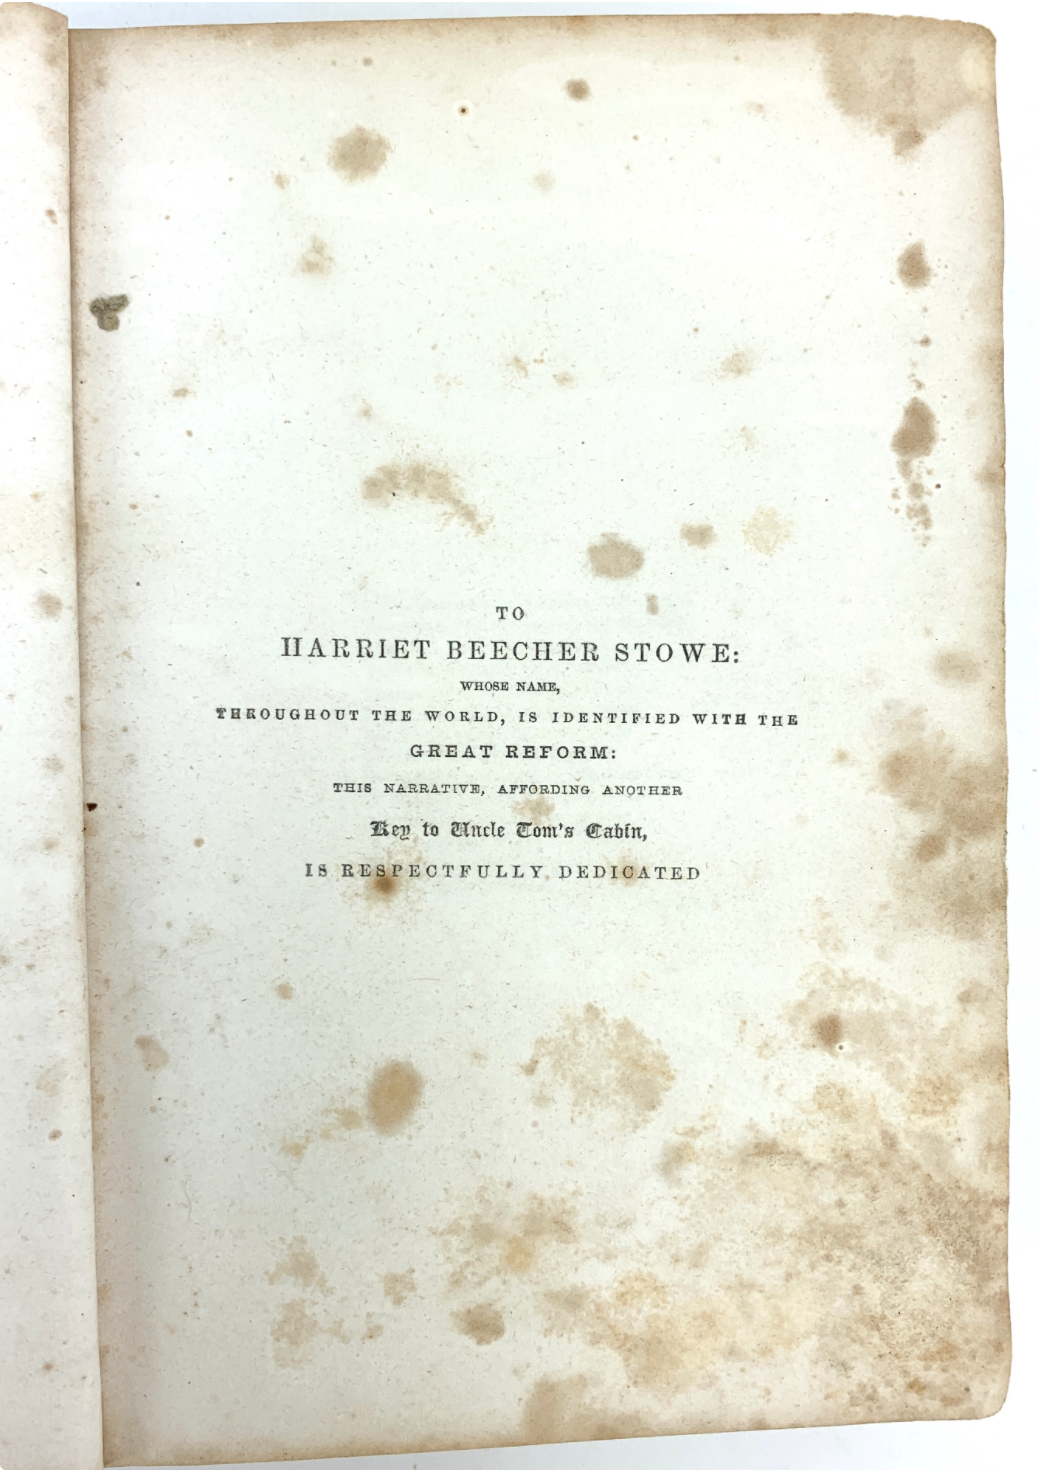 TO
HARRIET BEECHER STOWE:
WHOSE NAME,
THROUGHOUT THE WORLD, IS IDENTIFIED WITH THE
GREAT REFORM:
THIS NARRATIVE, AFFORDING ANOTHER
Key to Uncle Tom's Cabin,
IS RESPECTFULLY DEDICATED